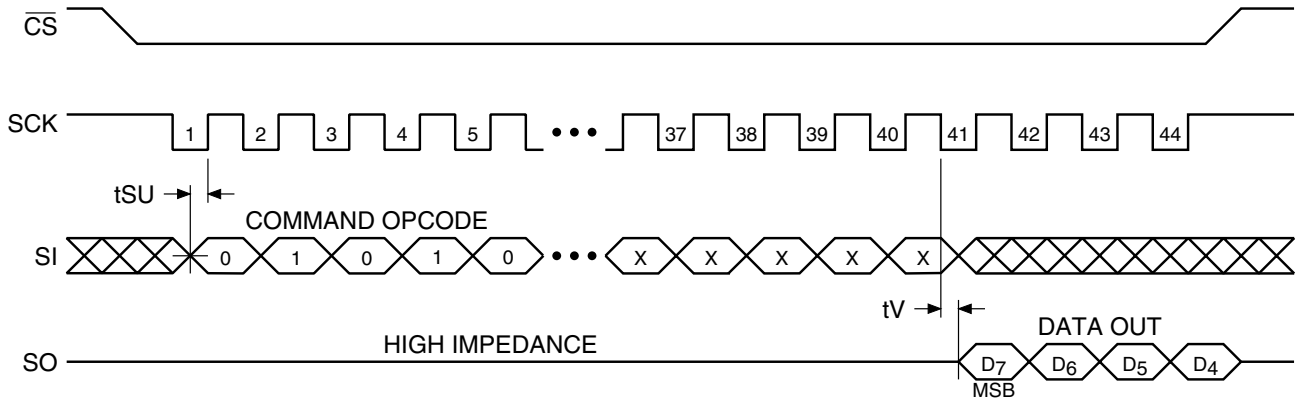 CS
SCK 1 2 3 4 5 ••• 37 38 39 40 41 42 43 44
tSU
COMMAND OPCODE
SI 0 1 0 1 0 ••• X X X X X
tV
HIGH IMPEDANCE
DATA OUT
SO D7 D6 D5 D4
MSB